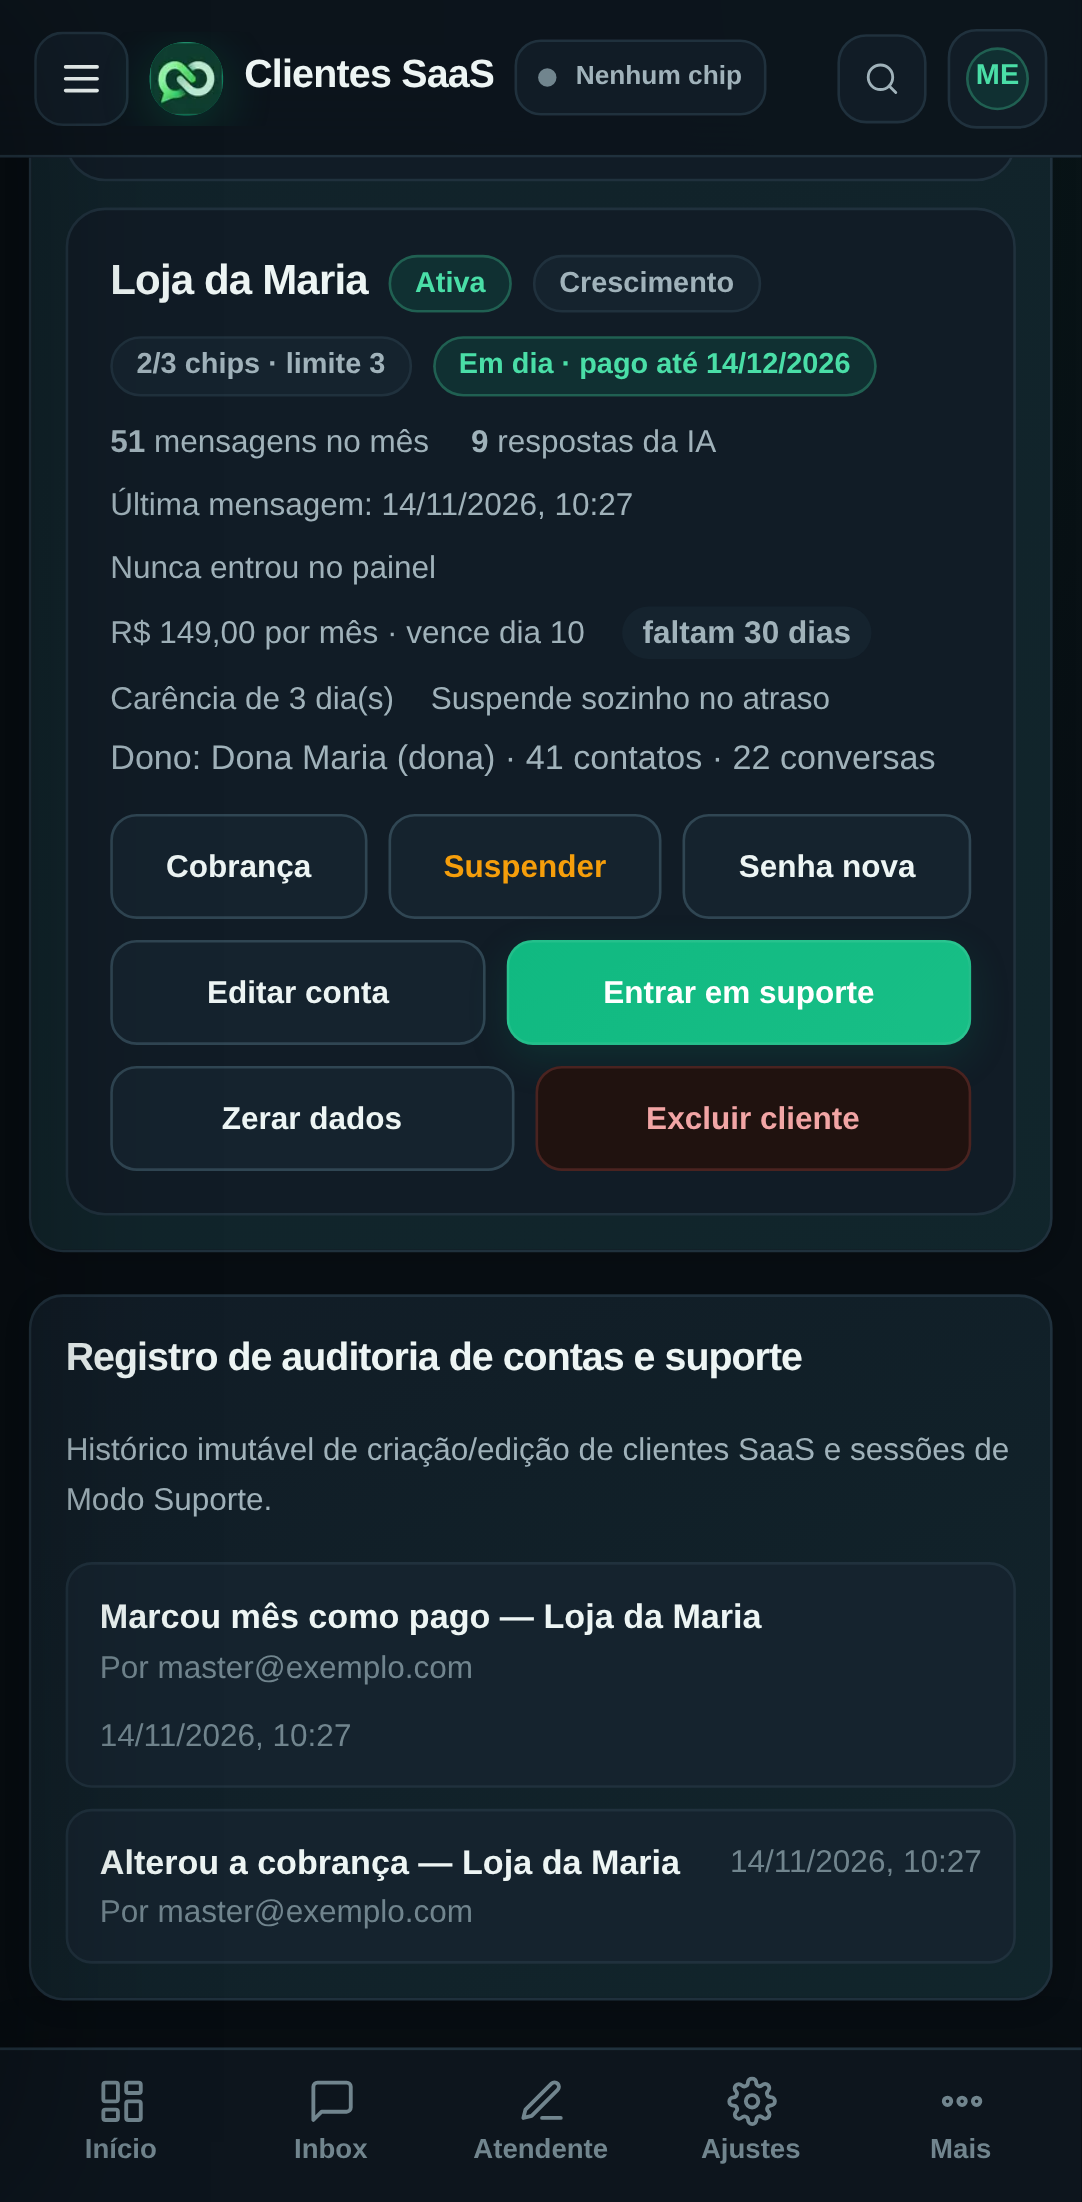 Clientes SaaS
Nenhum chip
ME
Loja da Maria
Ativa
Crescimento
2/3 chips · limite 3
Em dia · pago até 14/12/2026
51 mensagens no mês 9 respostas da IA
Última mensagem: 14/11/2026, 10:27
Nunca entrou no painel
R$ 149,00 por mês · vence dia 10 faltam 30 dias
Carência de 3 dia(s) Suspende sozinho no atraso
Dono: Dona Maria (dona) · 41 contatos · 22 conversas
Cobrança
Suspender
Senha nova
Editar conta
Entrar em suporte
Zerar dados
Excluir cliente
Registro de auditoria de contas e suporte
Histórico imutável de criação/edição de clientes SaaS e sessões de
Modo Suporte.
Marcou mês como pago — Loja da Maria
Por master@exemplo.com
14/11/2026, 10:27
Alterou a cobrança — Loja da Maria 14/11/2026, 10:27
Por master@exemplo.com
Início
Inbox
Atendente
Ajustes
Mais